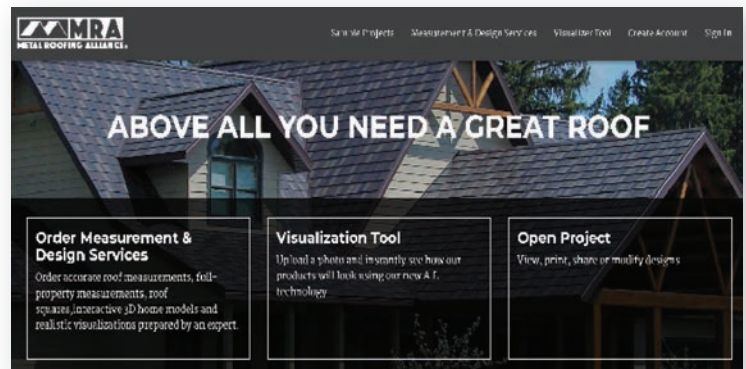 MRA
METAL ROOFING ALLIANCE®
Sample Projects Measurement & Design Services Visualizer Tool Create Account Sign In
ABOVE ALL YOU NEED A GREAT ROOF
Order Measurement &
Design Services
Order accurate roof measurements, full-
property measurements, roof
squares,interactive 3D home models and
realistic visualizations prepared by an expert.
Visualization Tool
Upload a photo and instantly see how our
products will look using our new A.I.
technology
Open Project
View, print, share or modify designs